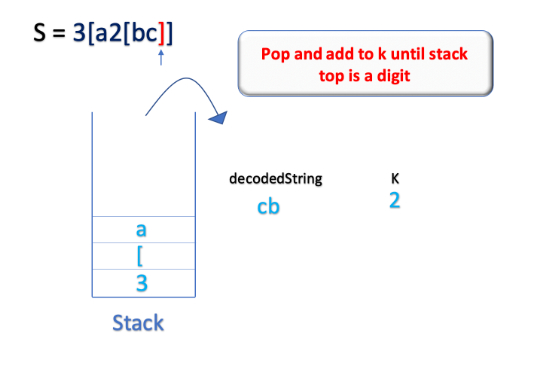 S = 3[a2[bc]]
Pop and add to k until stack
top is a digit
decodedString
K
cb
2
a
[
3
Stack